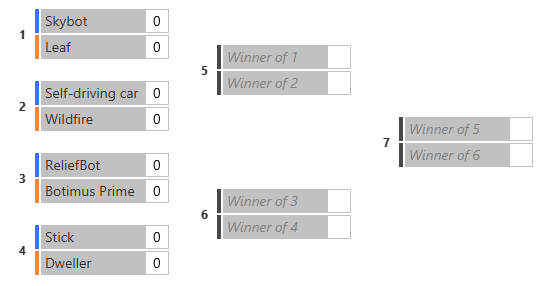 1
Skybot 0
Leaf 0
2
Self-driving car 0
Wildfire 0
3
ReliefBot 0
Botimus Prime 0
4
Stick 0
Dweller 0
5
Winner of 1
Winner of 2
6
Winner of 3
Winner of 4
7
Winner of 5
Winner of 6